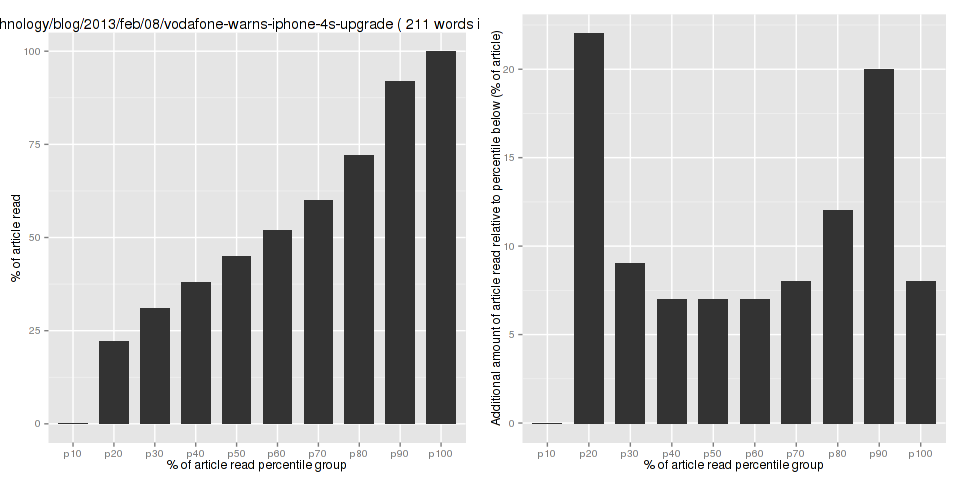 hnology/blog/2013/feb/08/vodafone-warns-iphone-4s-upgrade ( 211 words i
% of article read
100
75
50
25
0
p10 p20 p30 p40 p50 p60 p70 p80 p90 p100
% of article read percentile group
Additional amount of article read relative to percentile below (% of article)
20
15
10
5
0
p10 p20 p30 p40 p50 p60 p70 p80 p90 p100
% of article read percentile group